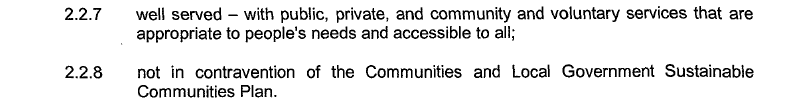 2.2.7 well served – with public, private, and community and voluntary services that are
appropriate to people's needs and accessible to all;
2.2.8 not in contravention of the Communities and Local Government Sustainable
Communities Plan.